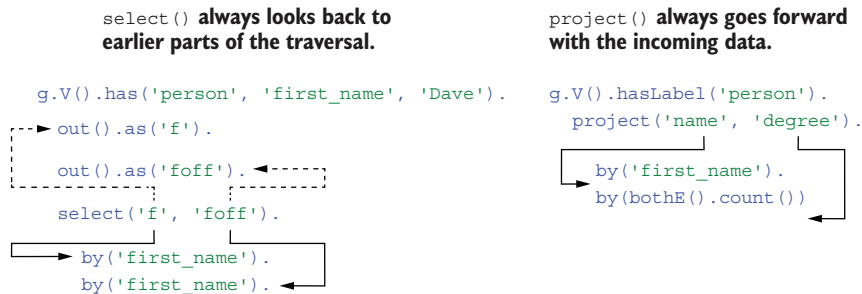 select() always looks back to
earlier parts of the traversal.
g.V().has('person', 'first_name', 'Dave').
out().as('f').
out().as('foff').
select('f', 'foff').
by('first_name').
by('first_name').
project() always goes forward
with the incoming data.
g.V().hasLabel('person').
project('name', 'degree').
by('first_name').
by(bothE().count())